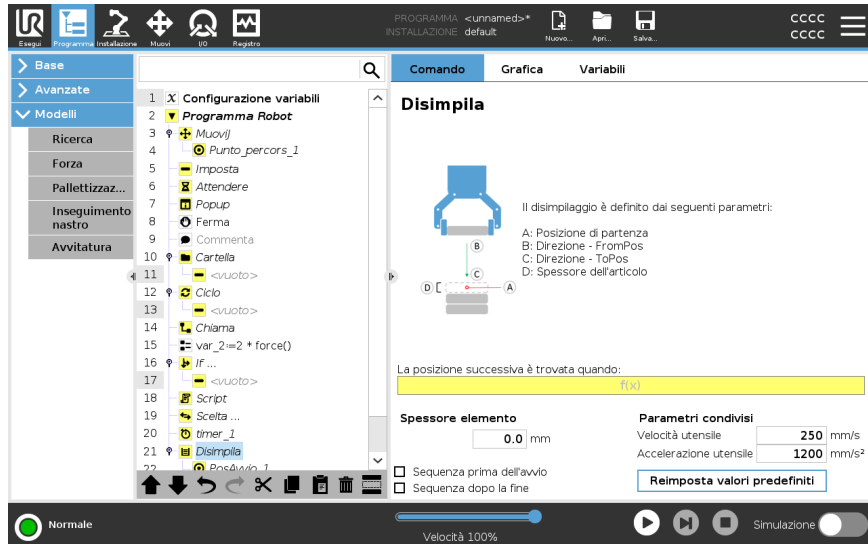 UR
PROGRAMMA <unnamed>*
INSTALLAZIONE default
Esegui Programma Installazione Muovi I/O Registro
Nuovo... Apri... Salva...
CCCC
CCCC
Base
Avanzate
Modelli
Ricerca
Forza
Pallettizzaz...
Inseguimento
nastro
Avvitatura
1 X Configurazione variabili
2 Programma Robot
3 MuoviJ
4 Punto_percors_1
5 Imposta
6 Attendere
7 Popup
8 Ferma
9 Commenta
10 Cartella
11 <vuoto>
12 Ciclo
13 <vuoto>
14 Chiama
15 var_2:=2 * force()
16 If ...
17 <vuoto>
18 Script
19 Scelta ...
20 timer_1
21 Disimpila
22 PosAvvio_1
Comando Grafica Variabili
Disimpila
B
C
D
A
Il disimpilaggio è definito dai seguenti parametri:
A: Posizione di partenza
B: Direzione - FromPos
C: Direzione - ToPos
D: Spessore dell'articolo
La posizione successiva è trovata quando:
f(x)
Spessore elemento
0.0 mm
Sequenza prima dell'avvio
Sequenza dopo la fine
Parametri condivisi
Velocità utensile 250 mm/s
Accelerazione utensile 1200 mm/s²
Reimposta valori predefiniti
Normale
Velocità 100%
Simulazione